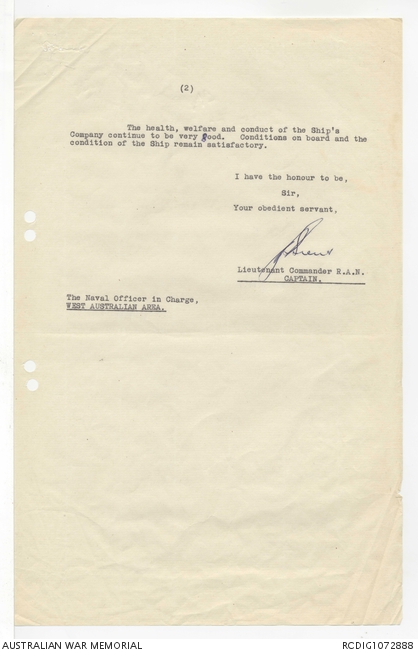 (2)
The health, welfare and conduct of the Ship's
Company continue to be very good. Conditions on board and the
condition of the Ship remain satisfactory.
I have the honour to be,
Sir,
Your obedient servant,
Lieutenant Commander R.A.N.
CAPTAIN.
The Naval Officer in Charge,
WEST AUSTRALIAN AREA.
AUSTRALIAN WAR MEMORIAL
RCDIG1072888